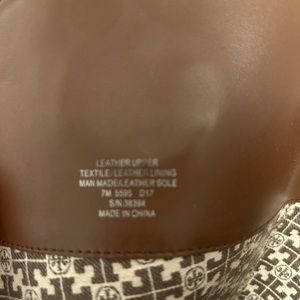 LEATHER UPPER
TEXTILE/LEATHER LINING
MAN MADE/LEATHER SOLE
7M 5595 D17
S/N:38394
MADE IN CHINA